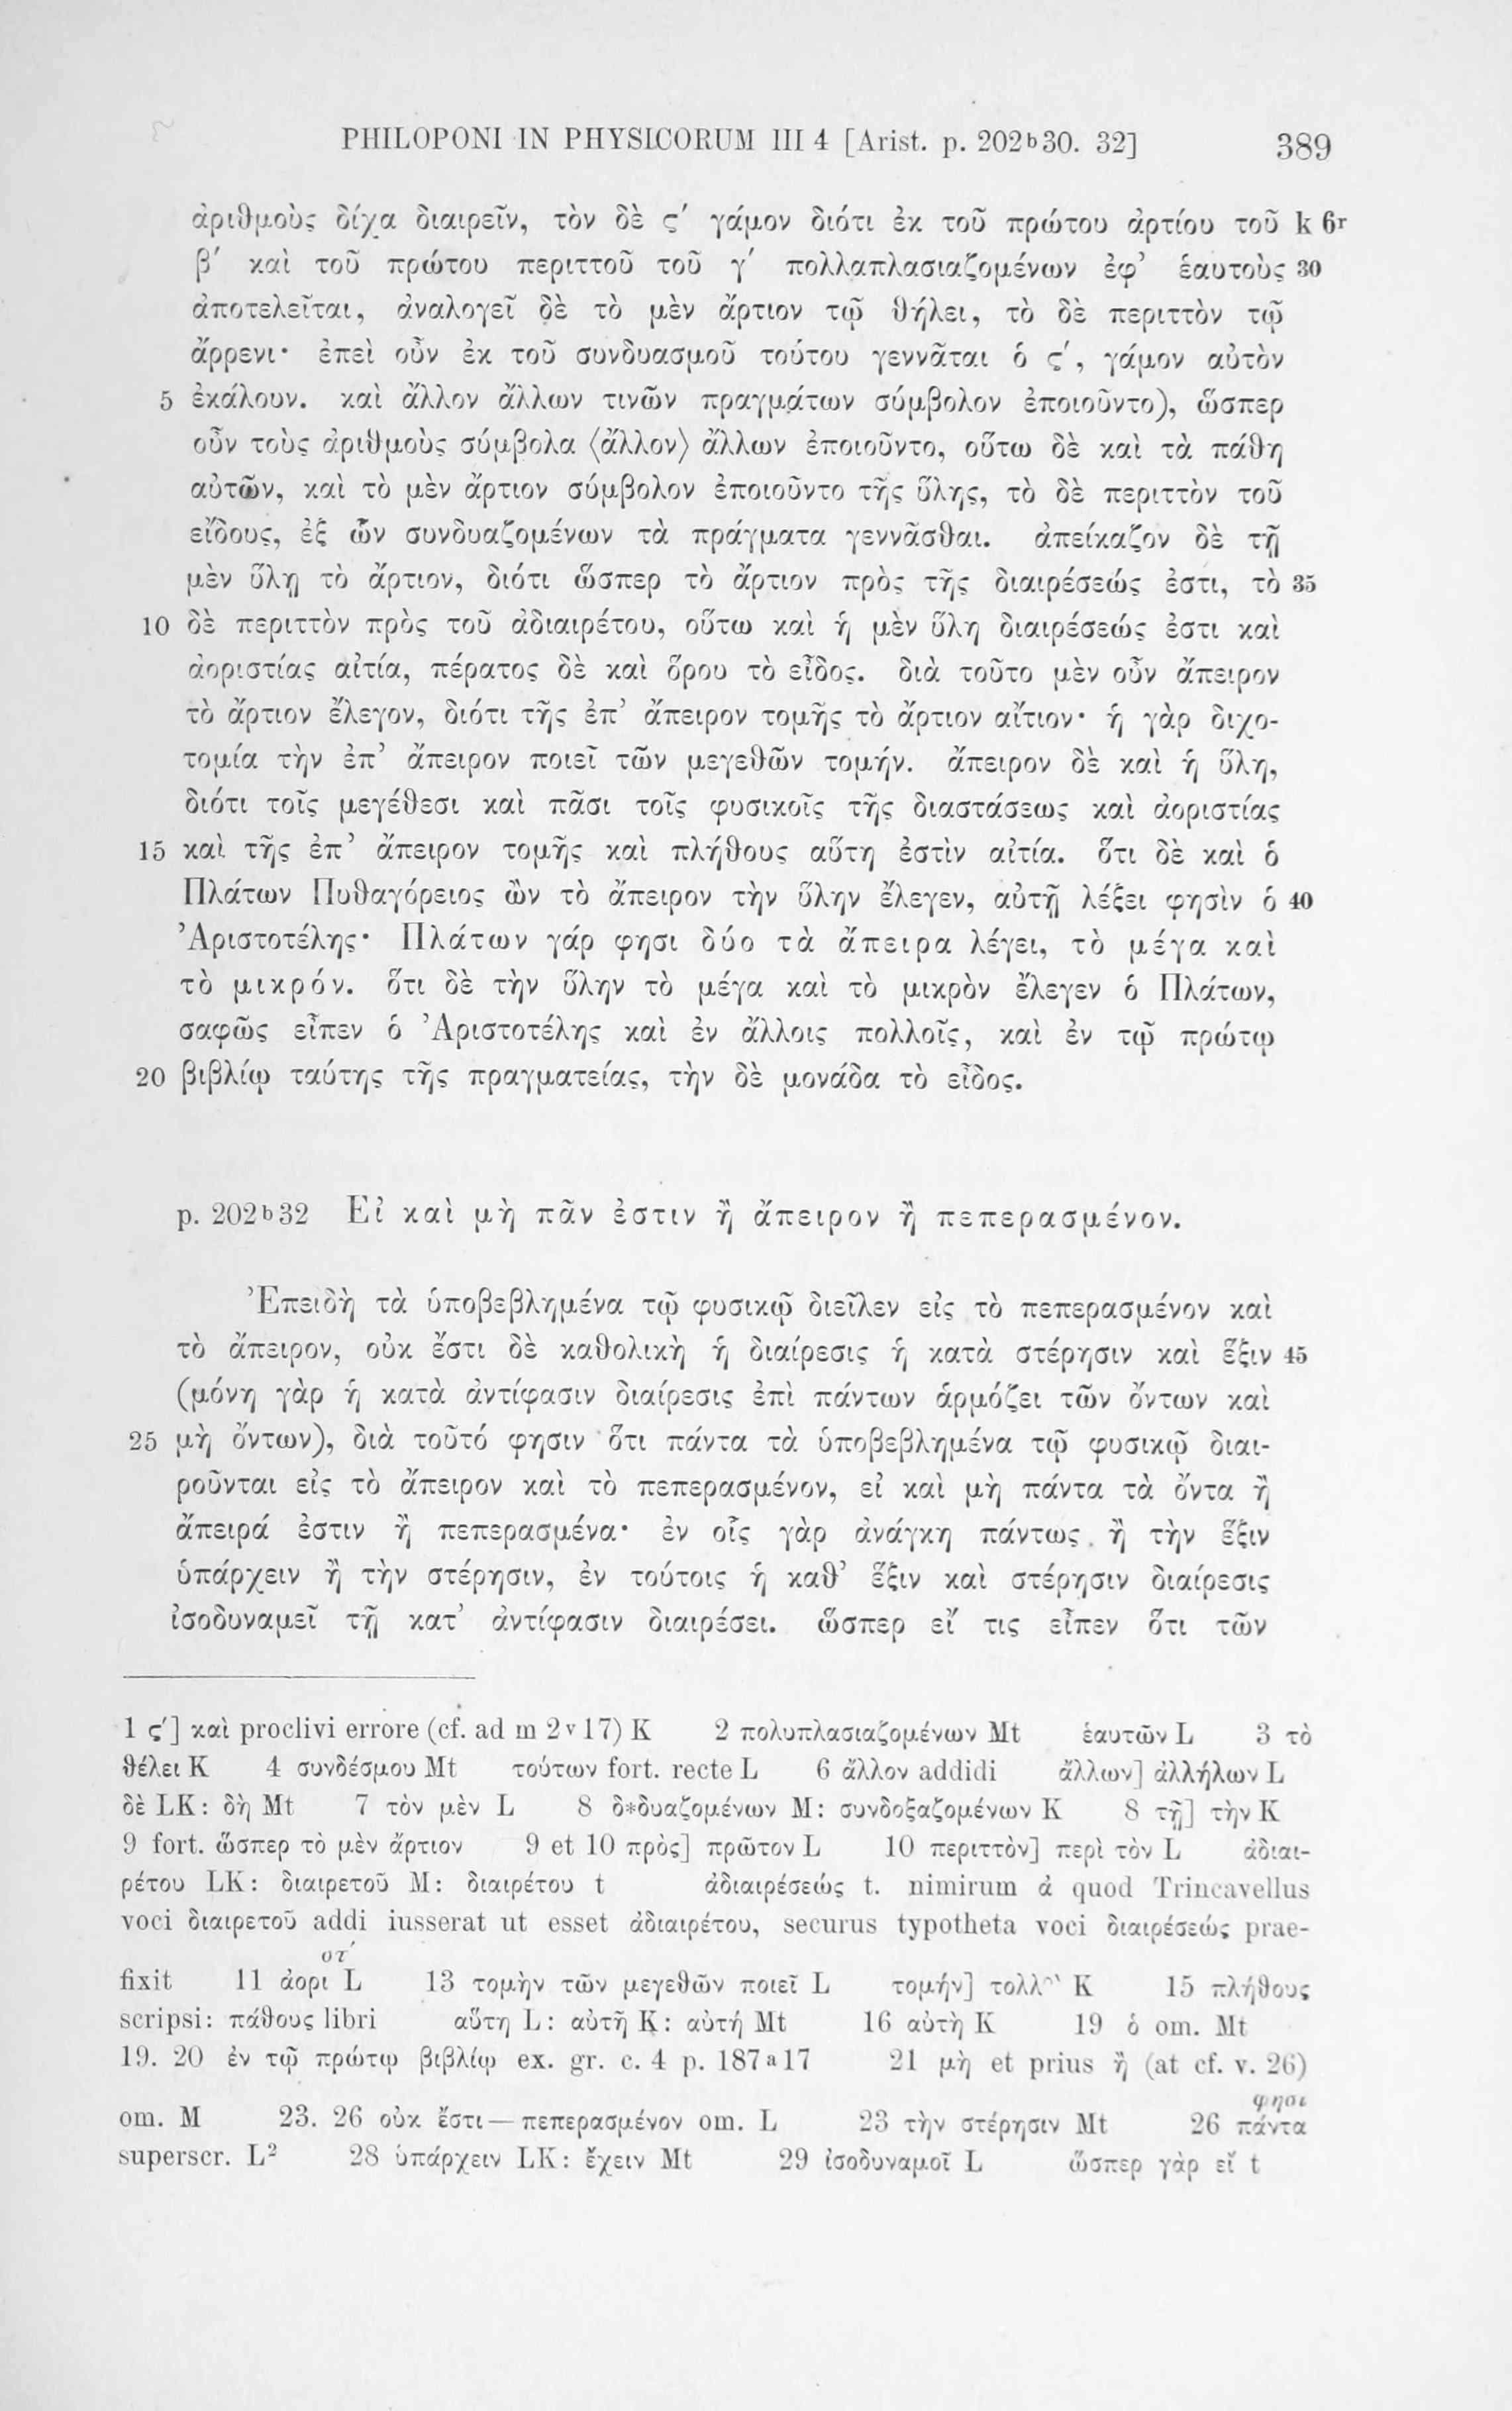 PHILOPONI IN PHYSICORUM III 4 [Arist. p. 202ᵇ30. 32] 389
ἀριθμοὺς δίχα διαιρεῖν, τὸν δὲ ϛ′ γάμον διότι ἐκ τοῦ πρώτου ἀρτίου τοῦ k 6ʳ
β′ καὶ τοῦ πρώτου περιττοῦ τοῦ γ′ πολλαπλασιαζομένων ἐφ’ ἑαυτοὺς 30
ἀποτελεῖται, ἀναλογεῖ δὲ τὸ μὲν ἄρτιον τῷ θήλει, τὸ δὲ περιττὸν τῷ
ἄρρενι· ἐπεὶ οὖν ἐκ τοῦ συνδυασμοῦ τούτου γεννᾶται ὁ ϛ′, γάμον αὐτὸν
5 ἐκάλουν. καὶ ἄλλον ἄλλων τινῶν πραγμάτων σύμβολον ἐποιοῦντο), ὥσπερ
οὖν τοὺς ἀριθμοὺς σύμβολα ⟨ἄλλον⟩ ἄλλων ἐποιοῦντο, οὕτω δὲ καὶ τὰ πάθη
αὐτῶν, καὶ τὸ μὲν ἄρτιον σύμβολον ἐποιοῦντο τῆς ὕλης, τὸ δὲ περιττὸν τοῦ
εἴδους, ἐξ ὧν συνδυαζομένων τὰ πράγματα γεννᾶσθαι. ἀπείκαζον δὲ τῇ
μὲν ὕλῃ τὸ ἄρτιον, διότι ὥσπερ τὸ ἄρτιον πρὸς τῆς διαιρέσεώς ἐστι, τὸ 35
10 δὲ περιττὸν πρὸς τοῦ ἀδιαιρέτου, οὕτω καὶ ἡ μὲν ὕλη διαιρέσεώς ἐστι καὶ
ἀοριστίας αἰτία, πέρατος δὲ καὶ ὅρου τὸ εἶδος. διὰ τοῦτο μὲν οὖν ἄπειρον
τὸ ἄρτιον ἔλεγον, διότι τῆς ἐπ’ ἄπειρον τομῆς τὸ ἄρτιον αἴτιον· ἡ γὰρ διχο-
τομία τὴν ἐπ’ ἄπειρον ποιεῖ τῶν μεγεθῶν τομήν. ἄπειρον δὲ καὶ ἡ ὕλη,
διότι τοῖς μεγέθεσι καὶ πᾶσι τοῖς φυσικοῖς τῆς διαστάσεως καὶ ἀοριστίας
15 καὶ τῆς ἐπ’ ἄπειρον τομῆς καὶ πλήθους αὕτη ἐστὶν αἰτία. ὅτι δὲ καὶ ὁ
Πλάτων Πυθαγόρειος ὢν τὸ ἄπειρον τὴν ὕλην ἔλεγεν, αὐτῇ λέξει φησὶν ὁ 40
Ἀριστοτέλης· Πλάτων γάρ φησι δύο τὰ ἄπειρα λέγει, τὸ μέγα καὶ
τὸ μικρόν. ὅτι δὲ τὴν ὕλην τὸ μέγα καὶ τὸ μικρὸν ἔλεγεν ὁ Πλάτων,
σαφῶς εἶπεν ὁ Ἀριστοτέλης καὶ ἐν ἄλλοις πολλοῖς, καὶ ἐν τῷ πρώτῳ
20 βιβλίῳ ταύτης τῆς πραγματείας, τὴν δὲ μονάδα τὸ εἶδος.
p. 202ᵇ32 Εἰ καὶ μὴ πᾶν ἐστιν ἢ ἄπειρον ἢ πεπερασμένον.
Ἐπειδὴ τὰ ὑποβεβλημένα τῷ φυσικῷ διεῖλεν εἰς τὸ πεπερασμένον καὶ
τὸ ἄπειρον, οὐκ ἔστι δὲ καθολικὴ ἡ διαίρεσις ἡ κατὰ στέρησιν καὶ ἕξιν 45
(μόνη γὰρ ἡ κατὰ ἀντίφασιν διαίρεσις ἐπὶ πάντων ἁρμόζει τῶν ὄντων καὶ
25 μὴ ὄντων), διὰ τοῦτό φησιν ὅτι πάντα τὰ ὑποβεβλημένα τῷ φυσικῷ διαι-
ροῦνται εἰς τὸ ἄπειρον καὶ τὸ πεπερασμένον, εἰ καὶ μὴ πάντα τὰ ὄντα ἢ
ἄπειρά ἐστιν ἢ πεπερασμένα· ἐν οἷς γὰρ ἀνάγκη πάντως ἢ τὴν ἕξιν
ὑπάρχειν ἢ τὴν στέρησιν, ἐν τούτοις ἡ καθ’ ἕξιν καὶ στέρησιν διαίρεσις
ἰσοδυναμεῖ τῇ κατ’ ἀντίφασιν διαιρέσει. ὥσπερ εἴ τις εἶπεν ὅτι τῶν
1 ϛ′] καὶ proclivi errore (cf. ad m 2ᵛ17) K 2 πολυπλασιαζομένων Mt ἑαυτῶν L 3 τὸ
θέλει K 4 συνδέσμου Mt τούτων fort. recte L 6 ἄλλον addidi ἄλλων] ἀλλήλων L
δὲ LK: δὴ Mt 7 τὸν μὲν L 8 δ*δυαζομένων M: συνδοξαζομένων K 8 τῇ] τὴν K
9 fort. ὥσπερ τὸ μὲν ἄρτιον 9 et 10 πρὸς] πρῶτον L 10 περιττὸν] περὶ τὸν L ἀδιαι-
ρέτου LK: διαιρετοῦ M: διαιρέτου t ἀδιαιρέσεώς t. nimirum ἀ quod Trincavellus
voci διαιρετοῦ addi iusserat ut esset ἀδιαιρέτου, securus typotheta voci διαιρέσεώς prae-
οτ´
fixit 11 ἀορι L 13 τομὴν τῶν μεγεθῶν ποιεῖ L τομήν] τολλ K 15 πλήθους
scripsi: πάθους libri αὕτη L: αὐτῆ K: αὐτή Mt 16 αὐτὴ K 19 ὁ om. Mt
19. 20 ἐν τῷ πρώτῳ βιβλίῳ ex. gr. c. 4 p. 187ᵃ17 21 μὴ et prius ἢ (at cf. v. 26)
φησι
om. M 23. 26 οὐκ ἔστι—πεπερασμένον om. L 23 τὴν στέρησιν Mt 26 πάντα
superscr. L² 28 ὑπάρχειν LK: ἔχειν Mt 29 ἰσοδυναμοῖ L ὥσπερ γὰρ εἴ t